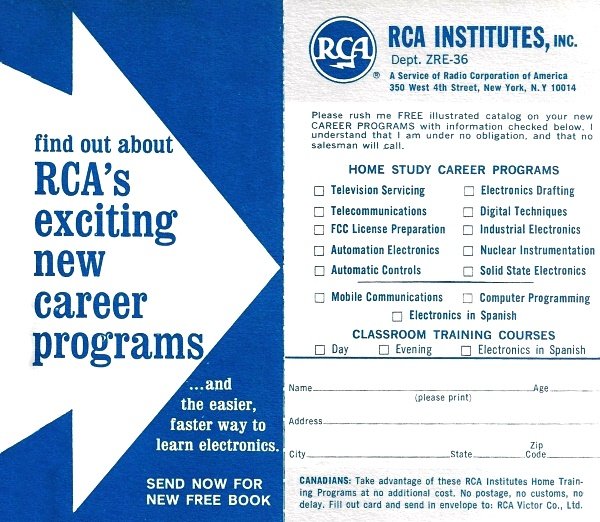 find out about
RCA's
exciting
new
career
programs
...and
the easier,
faster way to
learn electronics.
SEND NOW FOR
NEW FREE BOOK
RCA
®
RCA INSTITUTES, INC.
Dept. ZRE-36
A Service of Radio Corporation of America
350 West 4th Street, New York, N.Y 10014
Please rush me FREE illustrated catalog on your new
CAREER PROGRAMS with information checked below. I
understand that I am under no obligation, and that no
salesman will call.
HOME STUDY CAREER PROGRAMS
Television Servicing Electronics Drafting
Telecommunications Digital Techniques
FCC License Preparation Industrial Electronics
Automation Electronics Nuclear Instrumentation
Automatic Controls Solid State Electronics
Mobile Communications Computer Programming
Electronics in Spanish
CLASSROOM TRAINING COURSES
Day Evening Electronics in Spanish
Name Age
(please print)
Address
Zip
City State Code
CANADIANS: Take advantage of these RCA Institutes Home Train-
ing Programs at no additional cost. No postage, no customs, no
delay. Fill out card and send in envelope to: RCA Victor Co., Ltd.